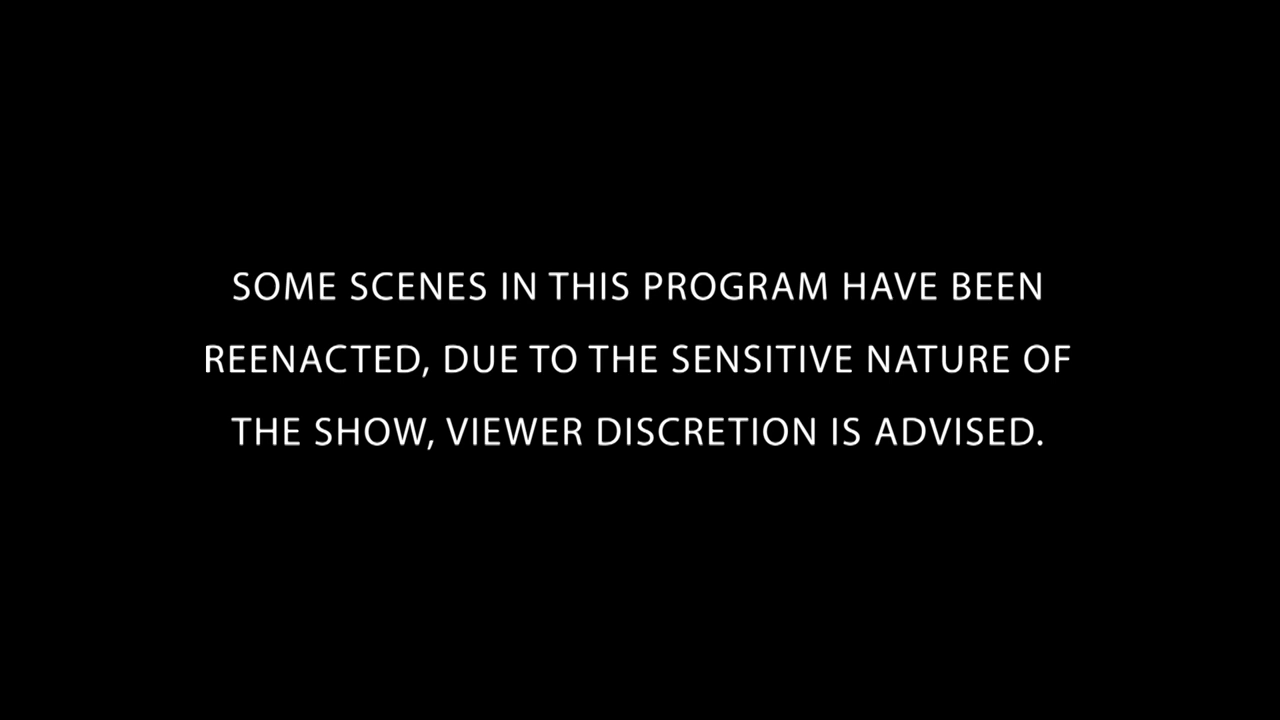 SOME SCENES IN THIS PROGRAM HAVE BEEN
REENACTED, DUE TO THE SENSITIVE NATURE OF
THE SHOW, VIEWER DISCRETION IS ADVISED.